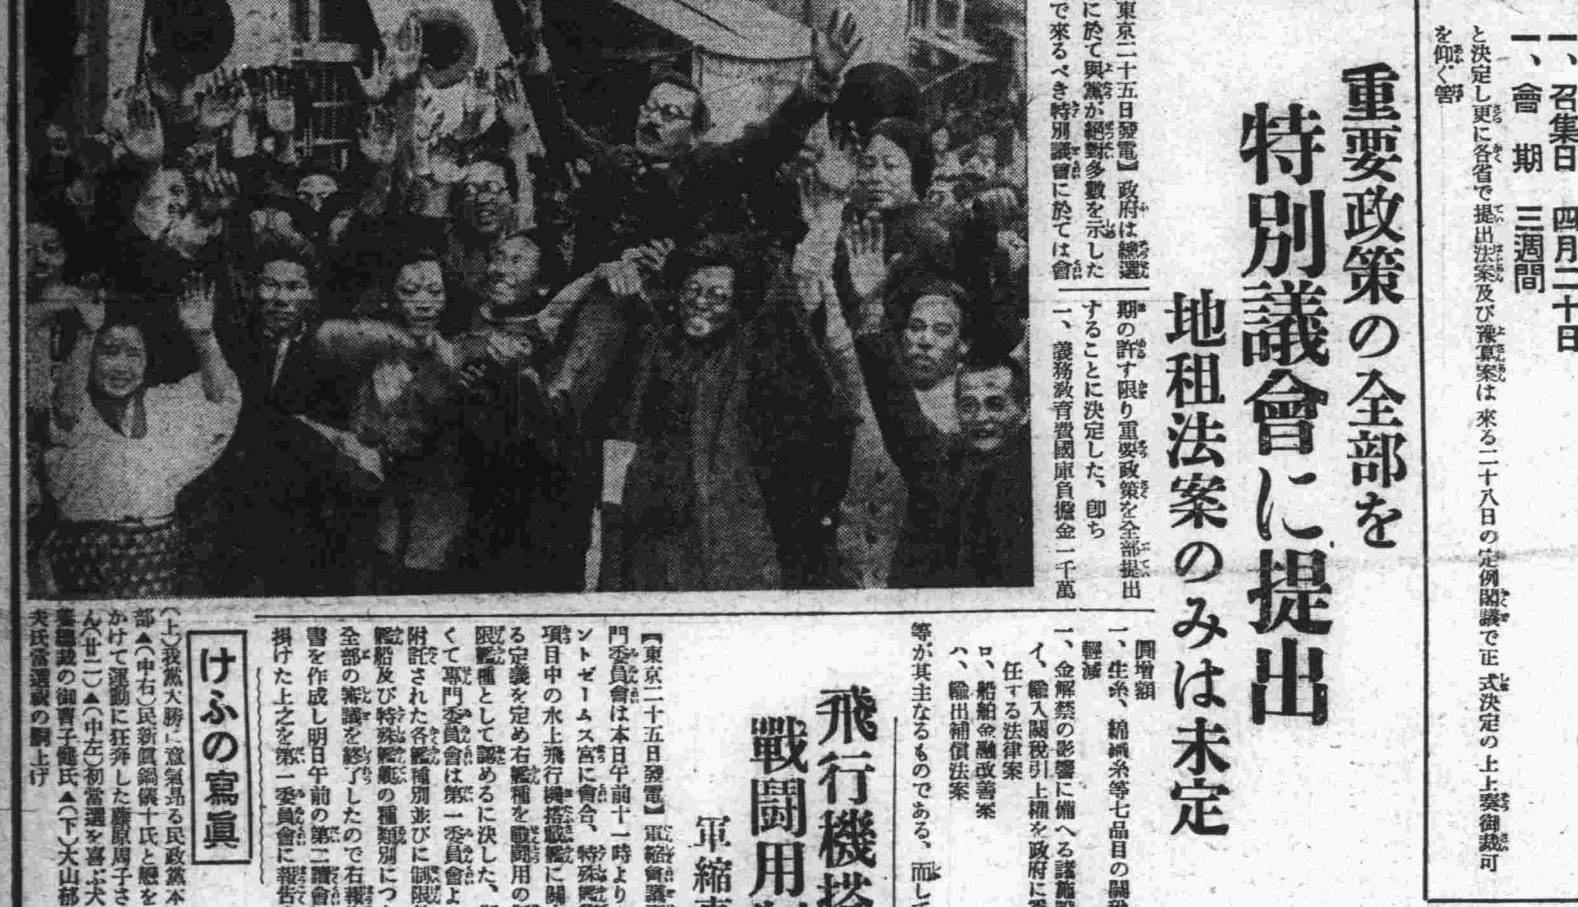 一、召集日 四月二十日
一、會期 三週間
と決定し更に各省で提出法案及び豫算案は來る二十八日の定例閣議で正式決定の上上奏御裁可
を仰ぐ筈
重要政策の全部を
特別議會に提出
地租法案のみは未定
東京二十五日發電】政府は總選
に於て與黨が絕對多數を示した
で來るべき特別議會に於ては會
期の許す限り重要政策を全部提出
することに決定した、卽ち
一、義務敎育費國庫負擔金一千萬
圓增額
一、生糸、綿織糸等七品目の關
輕減
一、金解禁の影響に備へる諸施設
イ、輸入關稅引上權を政府に
任する法律案
ロ、船舶金融改善案
ハ、輸出補償法案
等が其主なるものである、而して
飛行機搭
戰鬪用
軍縮
【東京二十五日發電】軍縮會議
門委員會は本日午前十一時より
ントゼームス宮に會合、特殊艦
項目中の水上飛行機搭載艦に關
る定義を定め右艦種を戰鬪用の
限艦種として認めるに決した、
くて專門委員會は第一委員會よ
附託された各艦種別並びに制限
艦船及び特殊艦艇の種類別につ
全部の審議を終了したので右報
書を作成し明日午前の第二讀會
掛けた上之を第一委員會に報告
けふの寫眞
(上)我黨大勝に意氣昂る民政黨本
部▲(中右)民新眞鍋儀十氏と戀を
かけて運動に狂奔した藤原周子さ
ん(廿二)▲(中左)初當選を喜ぶ犬
養總裁の御曹子健氏▲(下)大山郁
夫氏當選祝の胴上げ